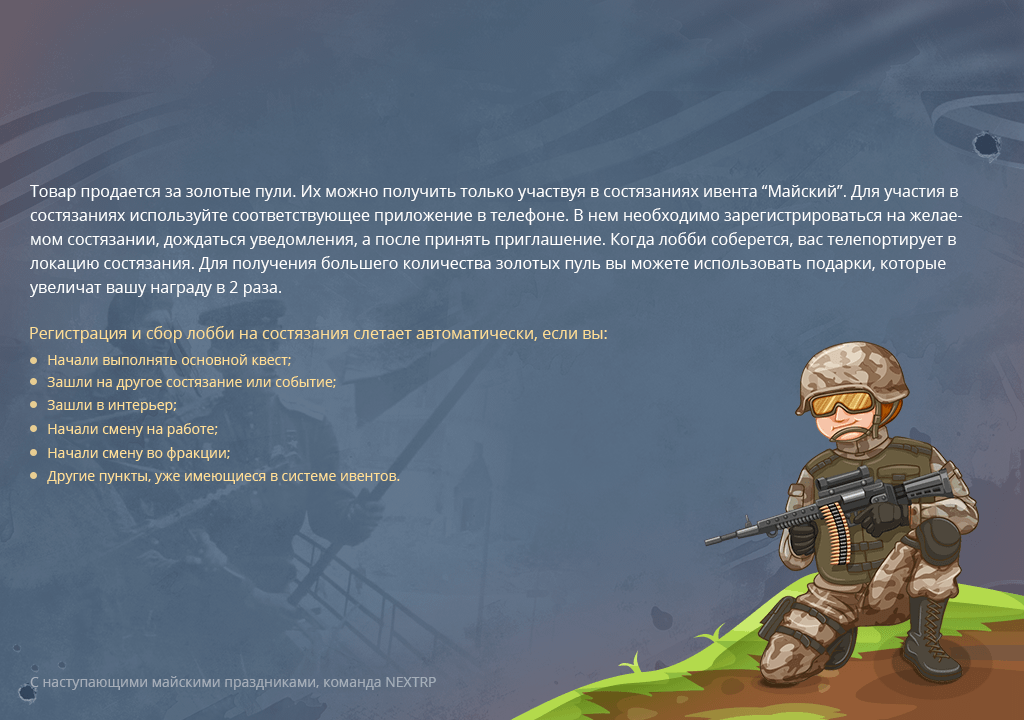 Товар продается за золотые пули. Их можно получить только участвуя в состязаниях ивента “Майский”. Для участия в
состязаниях используйте соответствующее приложение в телефоне. В нем необходимо зарегистрироваться на желае-
мом состязании, дождаться уведомления, а после принять приглашение. Когда лобби соберется, вас телепортирует в
локацию состязания. Для получения большего количества золотых пуль вы можете использовать подарки, которые
увеличат вашу награду в 2 раза.
Регистрация и сбор лобби на состязания слетает автоматически, если вы:
Начали выполнять основной квест;
Зашли на другое состязание или событие;
Зашли в интерьер;
Начали смену на работе;
Начали смену во фракции;
Другие пункты, уже имеющиеся в системе ивентов.
С наступающими майскими праздниками, команда NEXTRP